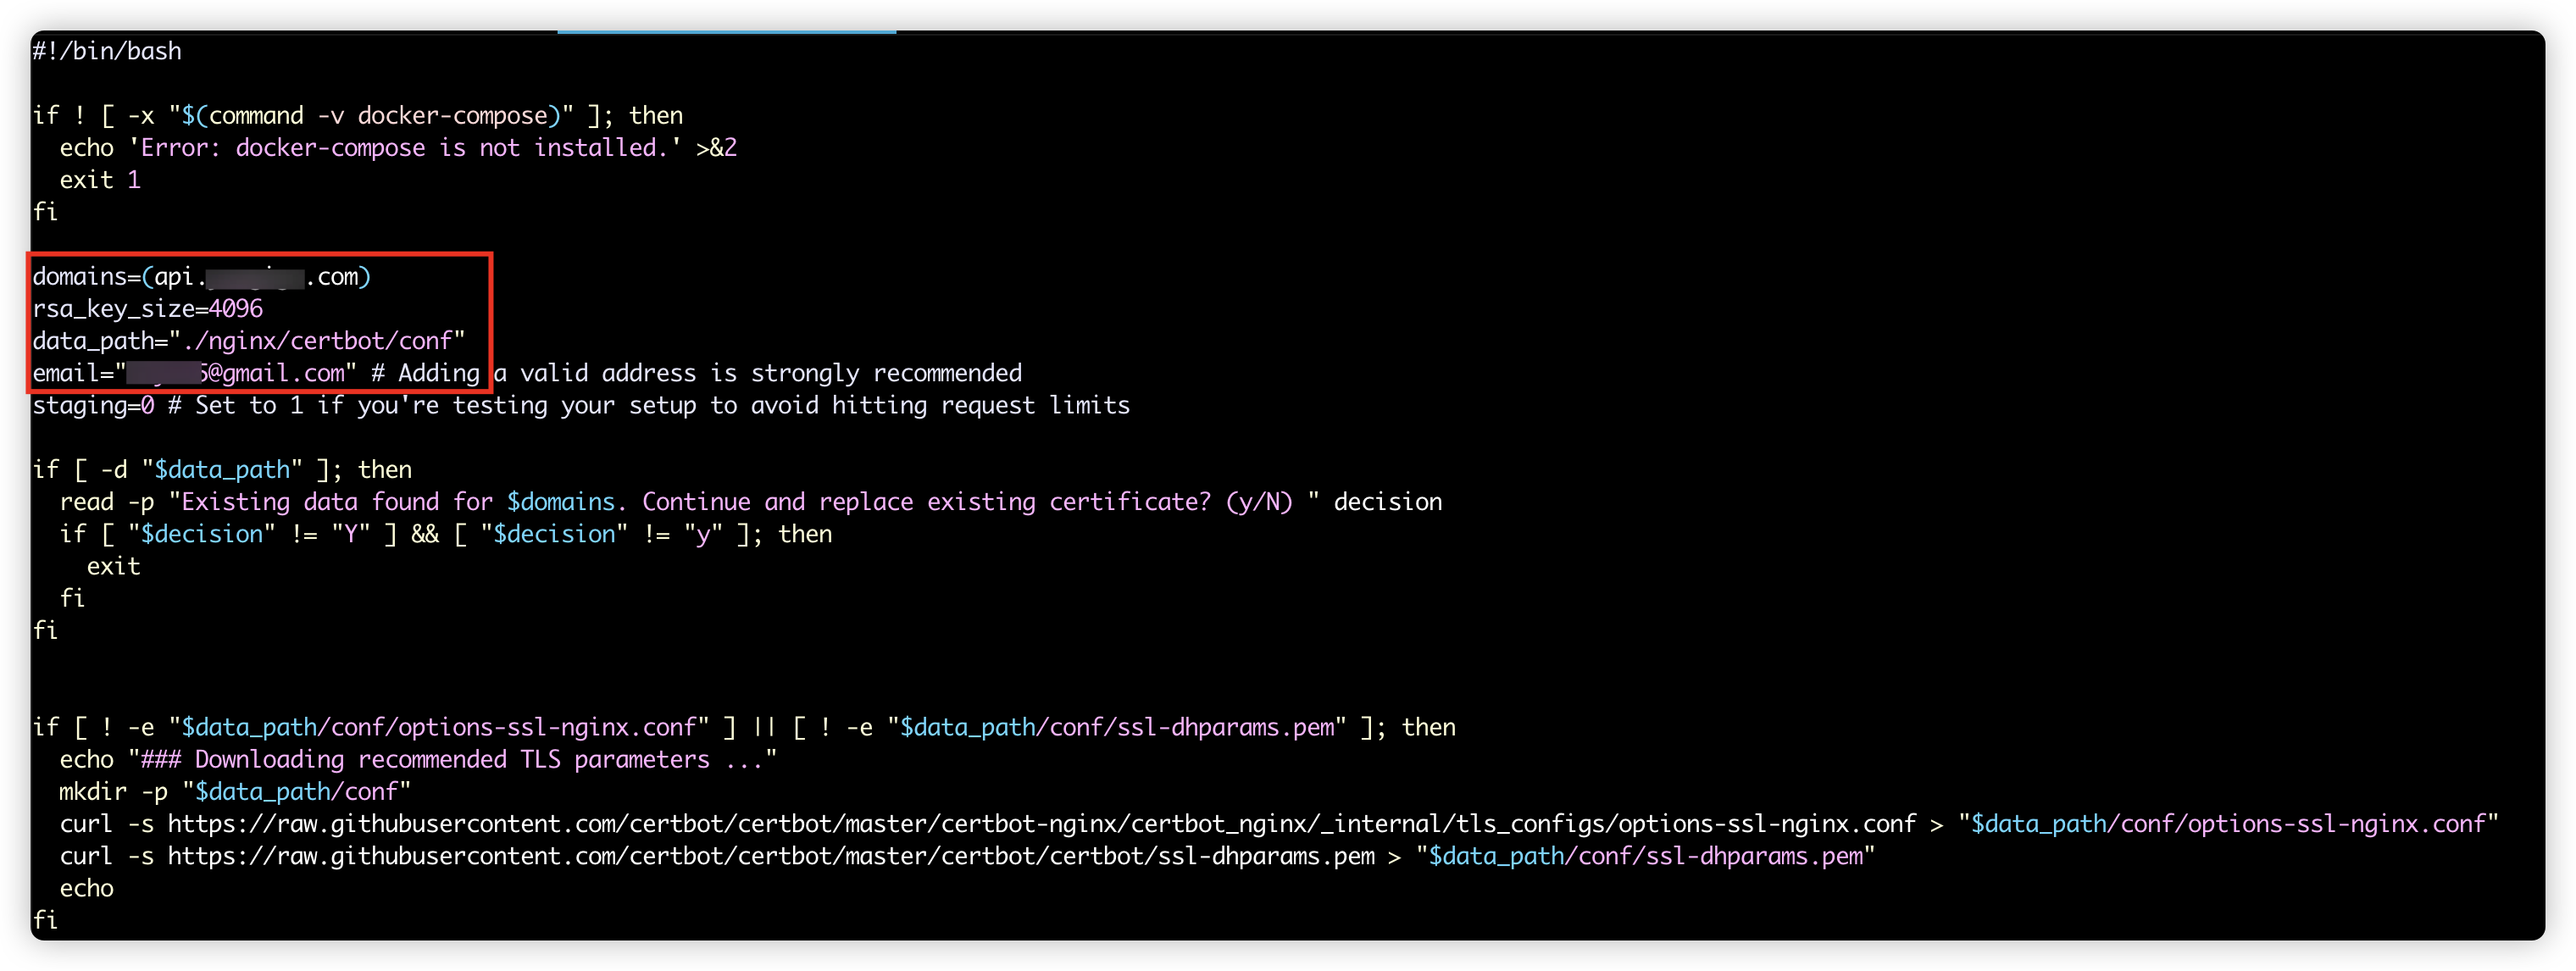 #!/bin/bash
if ! [ -x "$(command -v docker-compose)" ]; then
echo 'Error: docker-compose is not installed.' >&2
exit 1
fi
domains=(api. .com)
rsa_key_size=4096
data_path="./nginx/certbot/conf"
email=" 5@gmail.com" # Adding a valid address is strongly recommended
staging=0 # Set to 1 if you're testing your setup to avoid hitting request limits
if [ -d "$data_path" ]; then
read -p "Existing data found for $domains. Continue and replace existing certificate? (y/N) " decision
if [ "$decision" != "Y" ] && [ "$decision" != "y" ]; then
exit
fi
fi
if [ ! -e "$data_path/conf/options-ssl-nginx.conf" ] || [ ! -e "$data_path/conf/ssl-dhparams.pem" ]; then
echo "### Downloading recommended TLS parameters ..."
mkdir -p "$data_path/conf"
curl -s https://raw.githubusercontent.com/certbot/certbot/master/certbot-nginx/certbot_nginx/_internal/tls_configs/options-ssl-nginx.conf > "$data_path/conf/options-ssl-nginx.conf"
curl -s https://raw.githubusercontent.com/certbot/certbot/master/certbot/certbot/ssl-dhparams.pem > "$data_path/conf/ssl-dhparams.pem"
echo
fi